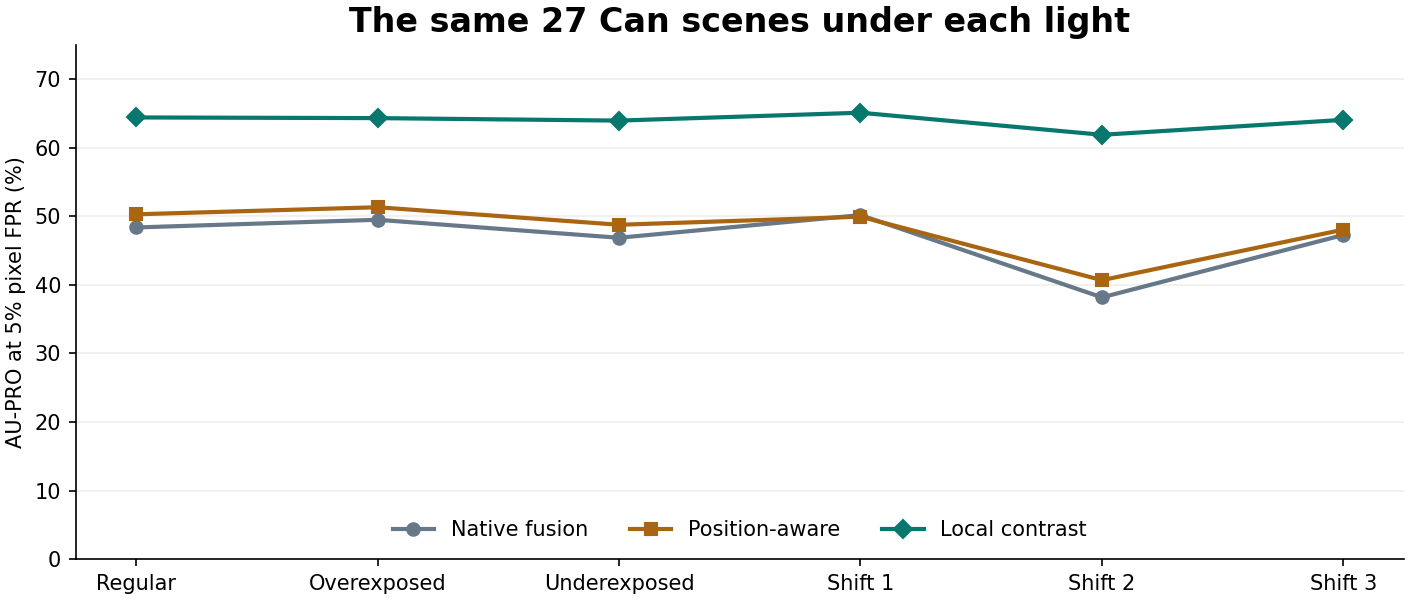 The same 27 Can scenes under each light
AU-PRO at 5% pixel FPR (%)
70
60
50
40
30
20
10
0
Native fusion
Position-aware
Local contrast
Regular
Overexposed
Underexposed
Shift 1
Shift 2
Shift 3